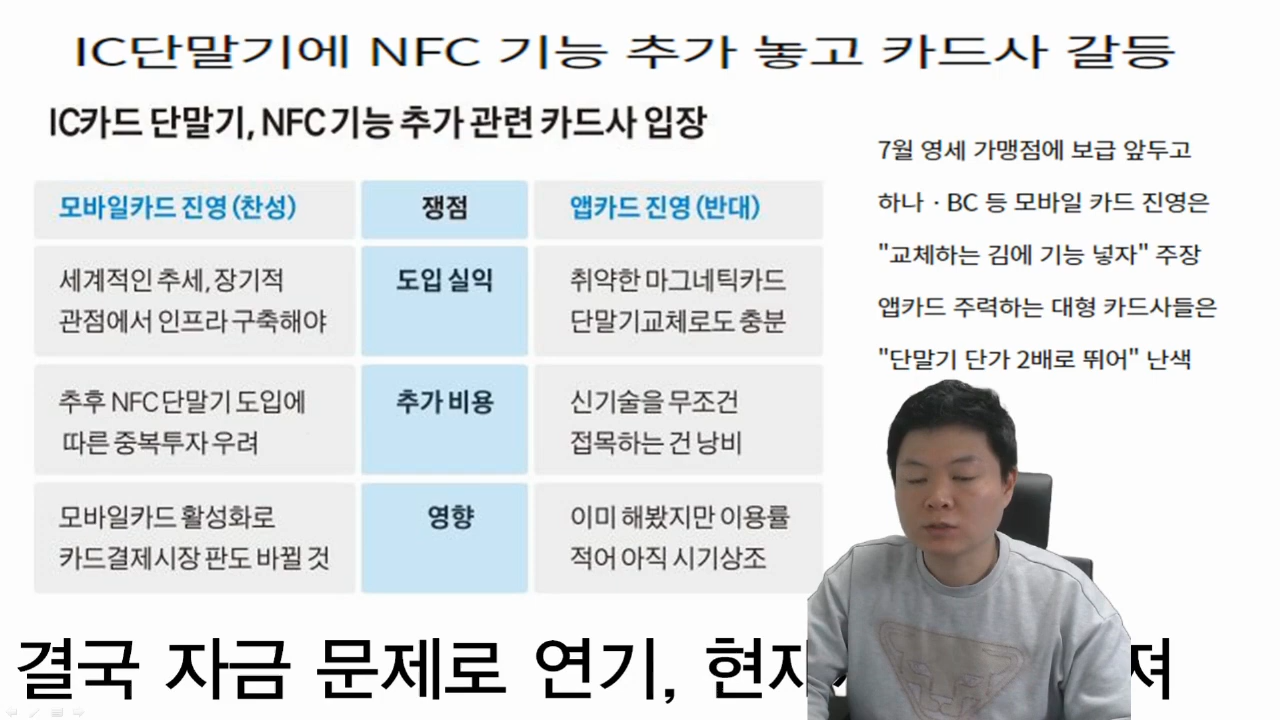 IC단말기에 NFC 기능 추가 놓고 카드사 갈등
IC카드 단말기, NFC 기능 추가 관련 카드사 입장
모바일카드 진영 (찬성)
쟁점
앱카드 진영 (반대)
세계적인 추세, 장기적
관점에서 인프라 구축해야
도입 실익
취약한 마그네틱카드
단말기교체로도 충분
추후 NFC 단말기 도입에
따른 중복투자 우려
추가 비용
신기술을 무조건
접목하는 건 낭비
모바일카드 활성화로
카드결제시장 판도 바뀔 것
영향
이미 해봤지만 이용률
적어 아직 시기상조
7월 영세 가맹점에 보급 앞두고
하나 · BC 등 모바일 카드 진영은
"교체하는 김에 기능 넣자" 주장
앱카드 주력하는 대형 카드사들은
"단말기 단가 2배로 뛰어" 난색
결국 자금 문제로 연기,